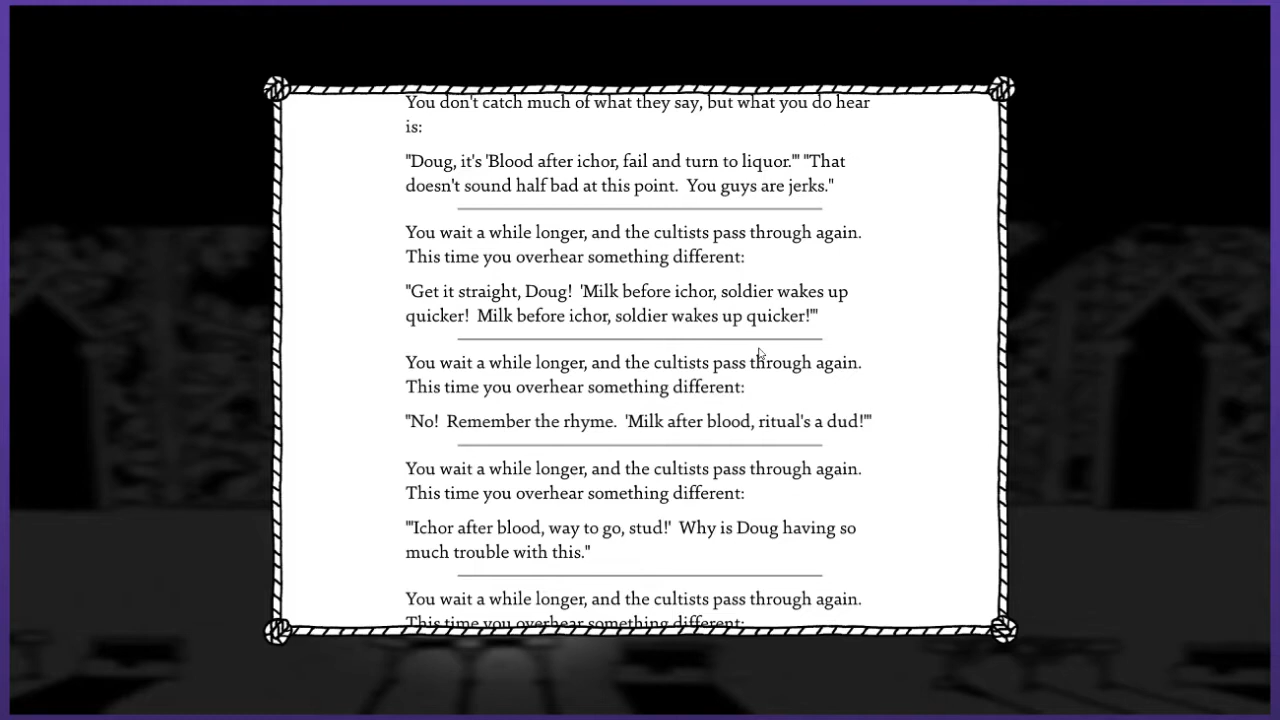 You don't catch much of what they say, but what you do hear
is:
"Doug, it's 'Blood after ichor, fail and turn to liquor.'" "That
doesn't sound half bad at this point.  You guys are jerks."
You wait a while longer, and the cultists pass through again.
This time you overhear something different:
"Get it straight, Doug!  'Milk before ichor, soldier wakes up
quicker!  Milk before ichor, soldier wakes up quicker!'"
You wait a while longer, and the cultists pass through again.
This time you overhear something different:
"No!  Remember the rhyme.  'Milk after blood, ritual's a dud!'"
You wait a while longer, and the cultists pass through again.
This time you overhear something different:
"'Ichor after blood, way to go, stud!'  Why is Doug having so
much trouble with this."
You wait a while longer, and the cultists pass through again.
This time you overhear something different: